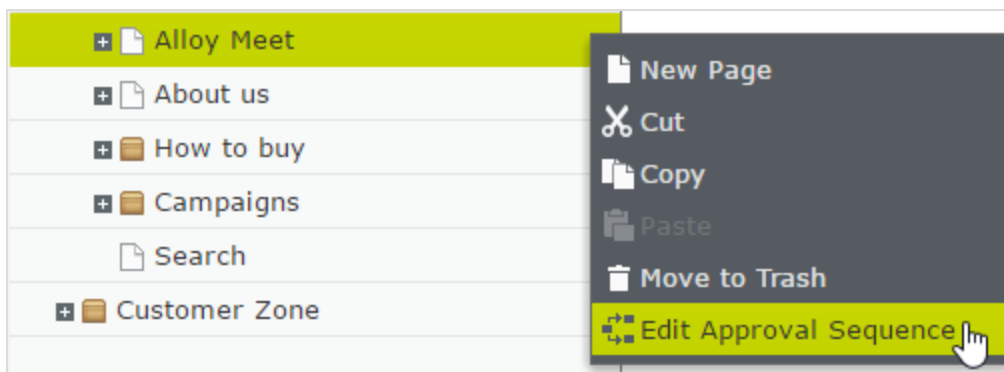 Alloy Meet
About us
How to buy
Campaigns
Search
Customer Zone
New Page
Cut
Copy
Paste
Move to Trash
Edit Approval Sequence